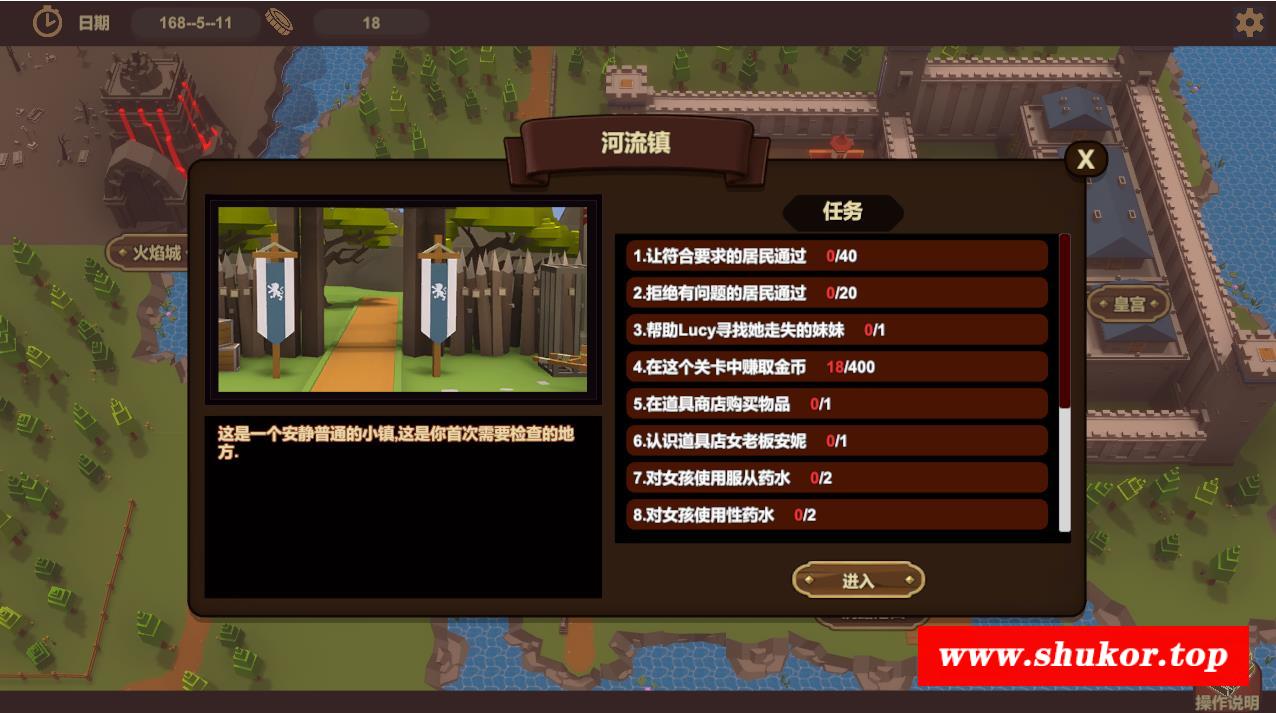 日期
168--5--11
18
河流镇
X
火焰城
任务
1.让符合要求的居民通过 0/40
2.拒绝有问题的居民通过 0/20
3.帮助Lucy寻找她走失的妹妹 0/1
4.在这个关卡中赚取金币 18/400
5.在道具商店购买物品 0/1
6.认识道具店女老板安妮 0/1
7.对女孩使用服从药水 0/2
8.对女孩使用性药水 0/2
皇宫
这是一个安静普通的小镇,这是你首次需要检查的地
方.
进入
www.shukor.top
操作说明